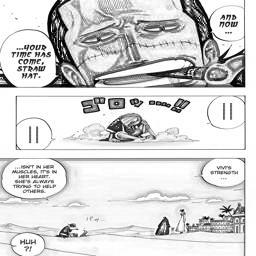 AND
NOW
...
...YOUR
TIME HAS
COME,
STRAW
HAT.
ゴロッ……!!
VIVI'S
STRENGTH
...
...ISN'T IN HER
MUSCLES, IT'S
IN HER HEART.
SHE'S ALWAYS
TRYING TO HELP
OTHERS.
HUH
?!